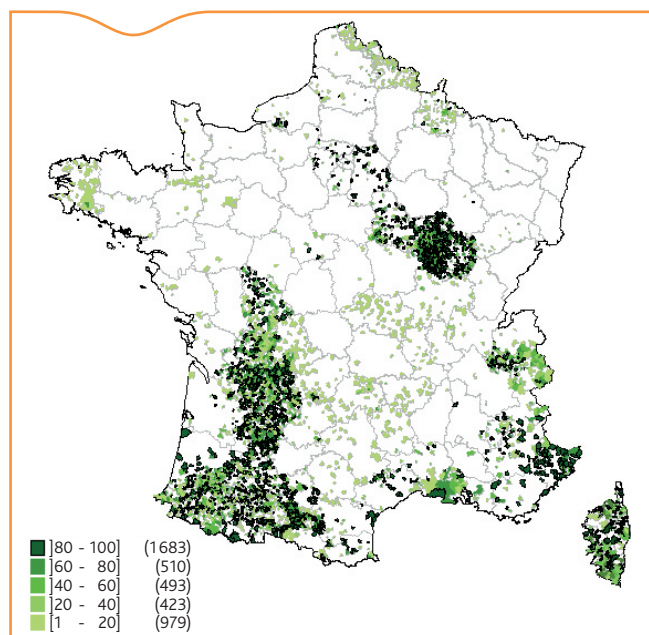 ]80 - 100] (1683)
]60 - 80] (510)
]40 - 60] (493)
]20 - 40] (423)
[1 - 20] (979)